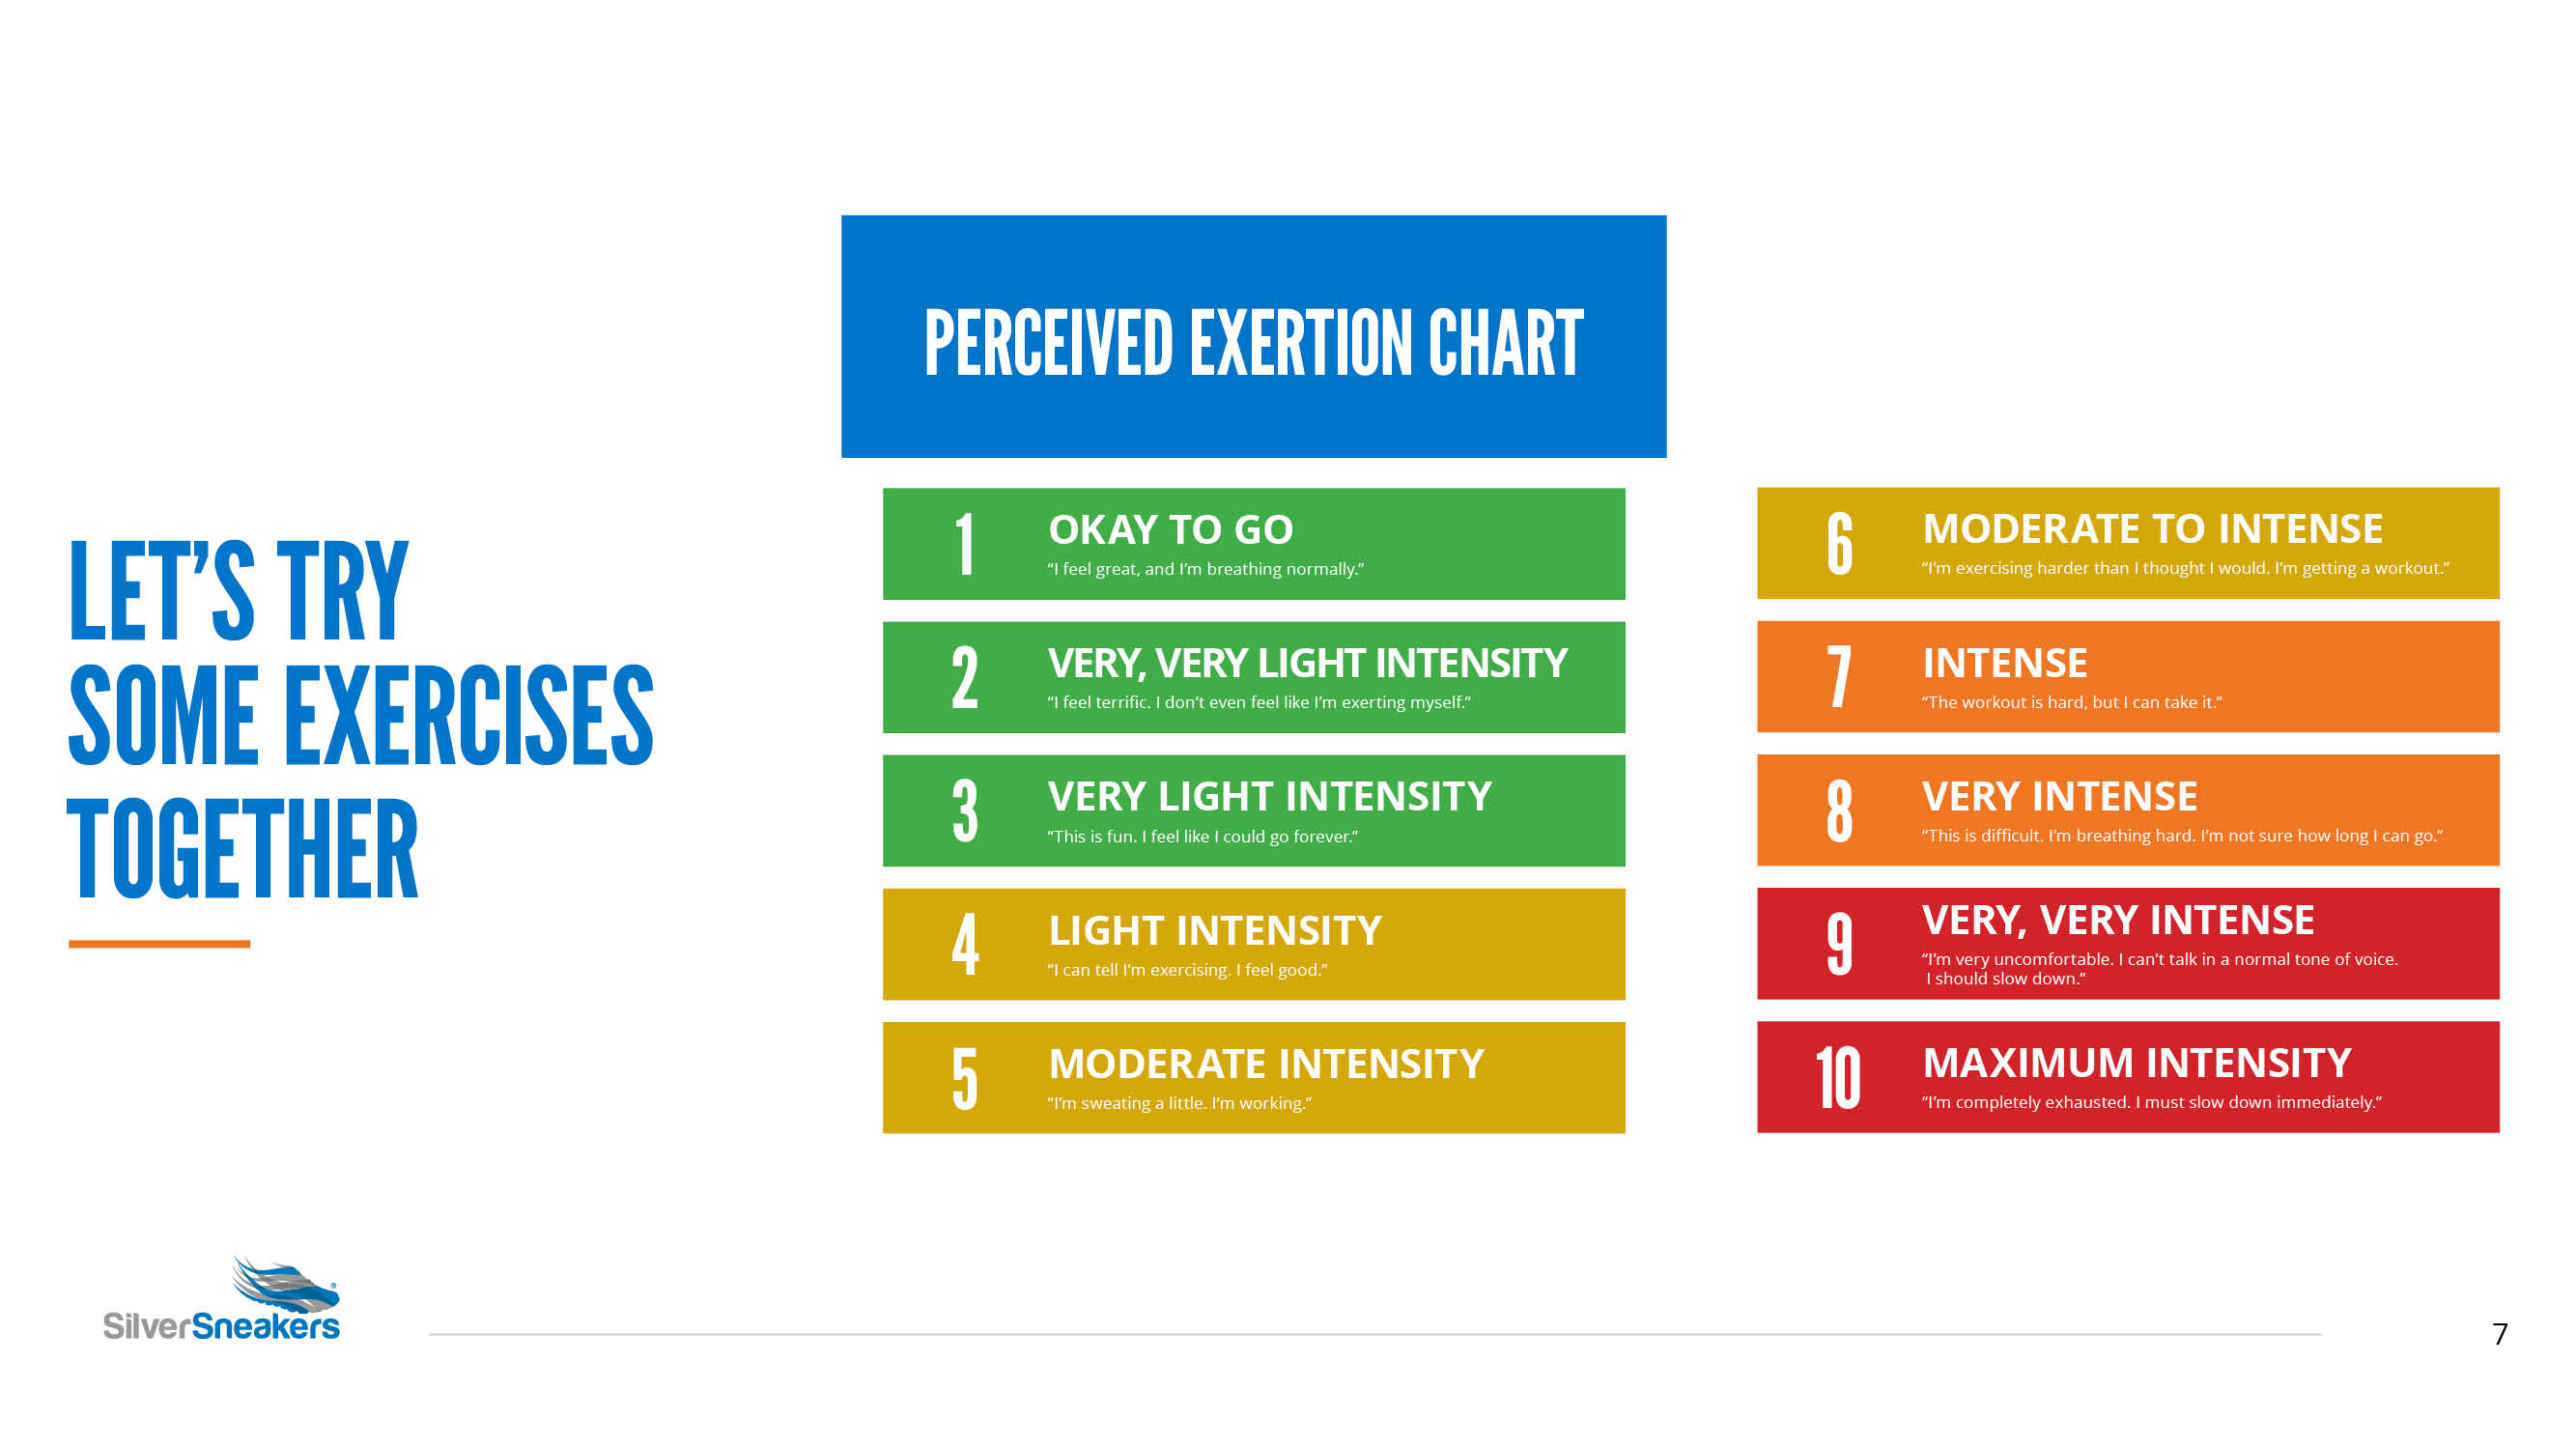 LET’S TRY
SOME EXERCISES
TOGETHER
PERCEIVED EXERTION CHART
1
OKAY TO GO
“I feel great, and I’m breathing normally.”
2
VERY, VERY LIGHT INTENSITY
“I feel terrific. I don’t even feel like I’m exerting myself.”
3
VERY LIGHT INTENSITY
“This is fun. I feel like I could go forever.”
4
LIGHT INTENSITY
“I can tell I’m exercising. I feel good.”
5
MODERATE INTENSITY
“I’m sweating a little. I’m working.”
6
MODERATE TO INTENSE
“I’m exercising harder than I thought I would. I’m getting a workout.”
7
INTENSE
“The workout is hard, but I can take it.”
8
VERY INTENSE
“This is difficult. I’m breathing hard. I’m not sure how long I can go.”
9
VERY, VERY INTENSE
“I’m very uncomfortable. I can’t talk in a normal tone of voice.
I should slow down.”
10
MAXIMUM INTENSITY
“I’m completely exhausted. I must slow down immediately.”
®
SilverSneakers
7